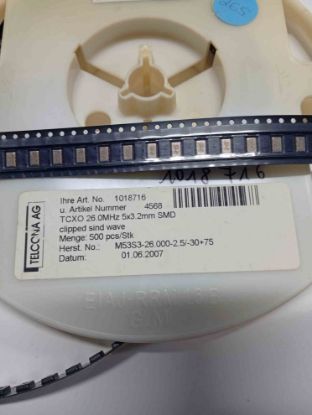 1018716
TELCONA AG
Ihre Art. No. 1018716
u. Artikel Nummer 4568
TCXO 26.0MHz 5x3.2mm SMD
clipped sind wave
Menge: 500 pcs/Stk
Herst. No.: M53S3-26.000-2.5/-30+75
Datum: 01.06.2007